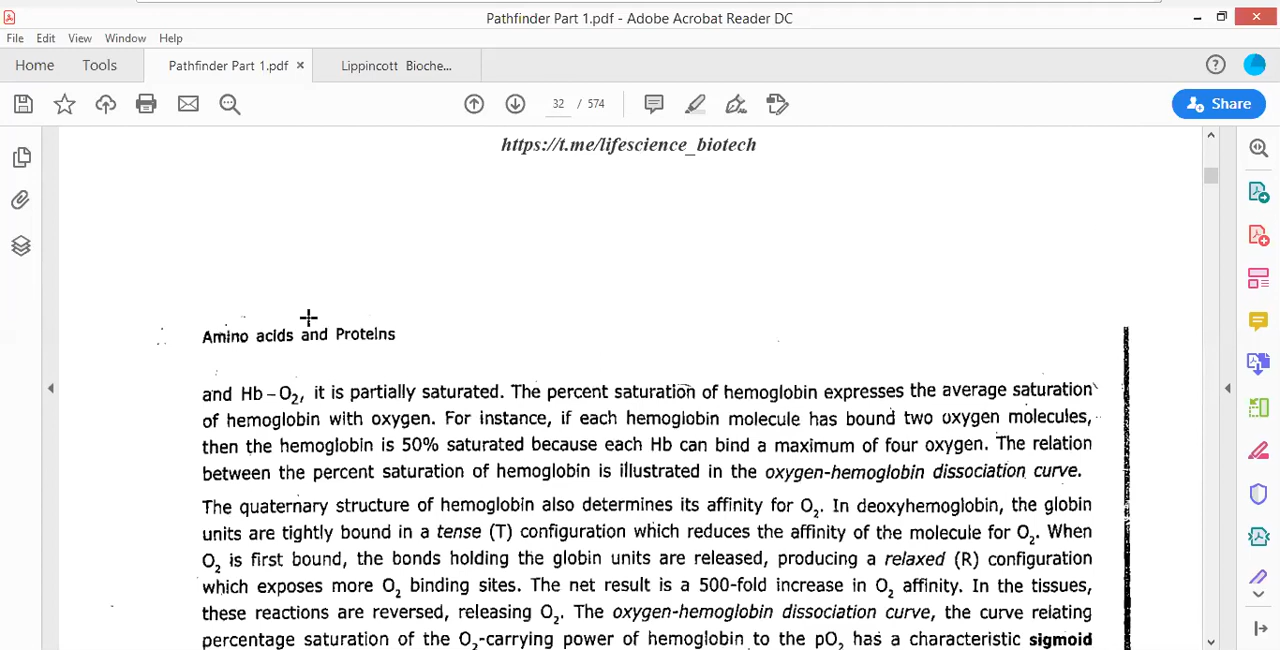 Pathfinder Part 1.pdf - Adobe Acrobat Reader DC
File Edit View Window Help
Home Tools Pathfinder Part 1.pdf × Lippincott Bioche...
32 / 574
Share
https://t.me/lifescience_biotech
Amino acids and Proteins
and Hb – O₂, it is partially saturated. The percent saturation of hemoglobin expresses the average saturation
of hemoglobin with oxygen. For instance, if each hemoglobin molecule has bound two oxygen molecules,
then the hemoglobin is 50% saturated because each Hb can bind a maximum of four oxygen. The relation
between the percent saturation of hemoglobin is illustrated in the oxygen-hemoglobin dissociation curve.
The quaternary structure of hemoglobin also determines its affinity for O₂. In deoxyhemoglobin, the globin
units are tightly bound in a tense (T) configuration which reduces the affinity of the molecule for O₂. When
O₂ is first bound, the bonds holding the globin units are released, producing a relaxed (R) configuration
which exposes more O₂ binding sites. The net result is a 500-fold increase in O₂ affinity. In the tissues,
these reactions are reversed, releasing O₂. The oxygen-hemoglobin dissociation curve, the curve relating
percentage saturation of the O₂-carrying power of hemoglobin to the pO₂ has a characteristic sigmoid